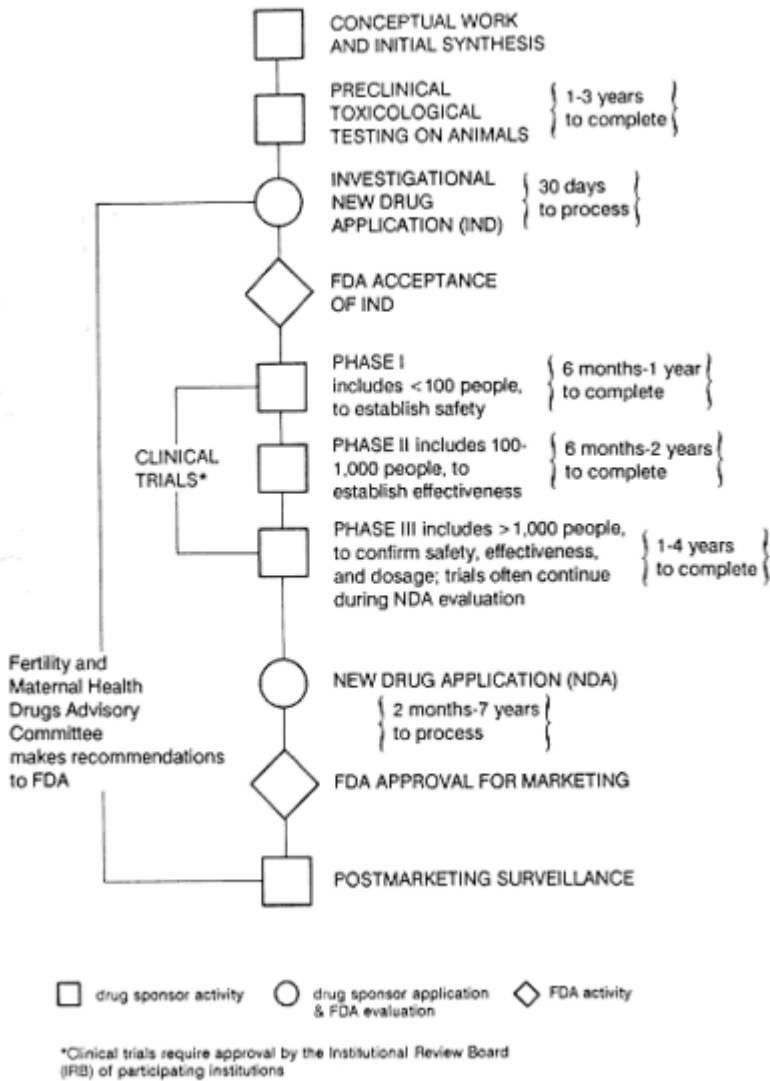 CONCEPTUAL WORK
AND INITIAL SYNTHESIS
PRECLINICAL
TOXICOLOGICAL
TESTING ON ANIMALS
1-3 years
to complete
INVESTIGATIONAL
NEW DRUG
APPLICATION (IND)
30 days
to process
FDA ACCEPTANCE
OF IND
PHASE I
includes <100 people,
to establish safety
6 months-1 year
to complete
CLINICAL
TRIALS*
PHASE II includes 100-
1,000 people, to
establish effectiveness
6 months-2 years
to complete
PHASE III includes >1,000 people,
to confirm safety, effectiveness,
and dosage; trials often continue
during NDA evaluation
1-4 years
to complete
Fertility and
Maternal Health
Drugs Advisory
Committee
makes recommendations
to FDA
NEW DRUG APPLICATION (NDA)
2 months-7 years
to process
FDA APPROVAL FOR MARKETING
POSTMARKETING SURVEILLANCE
drug sponsor activity
drug sponsor application
& FDA evaluation
FDA activity
*Clinical trials require approval by the Institutional Review Board
(IRB) of participating institutions